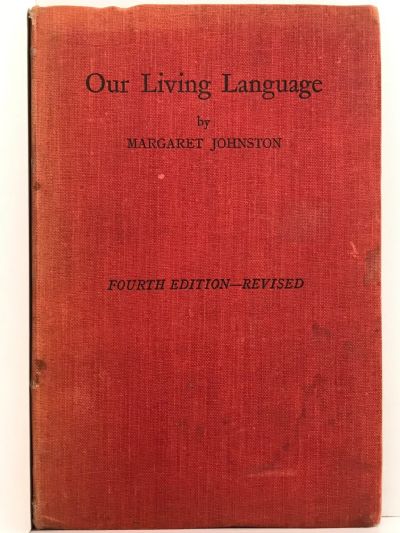 Our Living Language
by
MARGARET JOHNSTON
FOURTH EDITION—REVISED